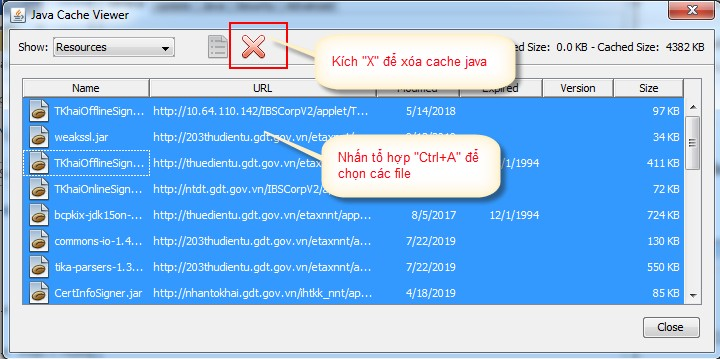 Java Cache Viewer
Show: Resources
Size: 0.0 KB - Cached Size: 4382 KB
Kích "X" để xóa cache java
Name URL Modified Expired Version Size
TKhaiOfflineSign... http://10.64.110.142/IBSCorpV2/applet/T... 5/14/2018 97 KB
weakssl.jar http://203thudientu.gdt.gov.vn/etaxnnt/ap... 34 KB
TKhaiOfflineSign... http://thuedientu.gdt.gov.vn/etaxnnt/ap... /1/1994 411 KB
Nhấn tổ hợp "Ctrl+A" để
chọn các file
TKhaiOnlineSign... http://ntdt.gdt.gov.vn/IBSCorpV2/app... 72 KB
bcpkix-jdk15on-... http://thuedientu.gdt.gov.vn/etaxnnt/app... 8/5/2017 12/1/1994 724 KB
commons-io-1.4... http://203thuedientu.gdt.gov.vn/etaxnnt/... 7/22/2019 130 KB
tika-parsers-1.3... http://203thuedientu.gdt.gov.vn/etaxnnt/... 7/22/2019 550 KB
CertInfoSigner.jar http://nhantokhai.gdt.gov.vn/ihtkk_nnt/ap... 4/18/2019 85 KB
Close